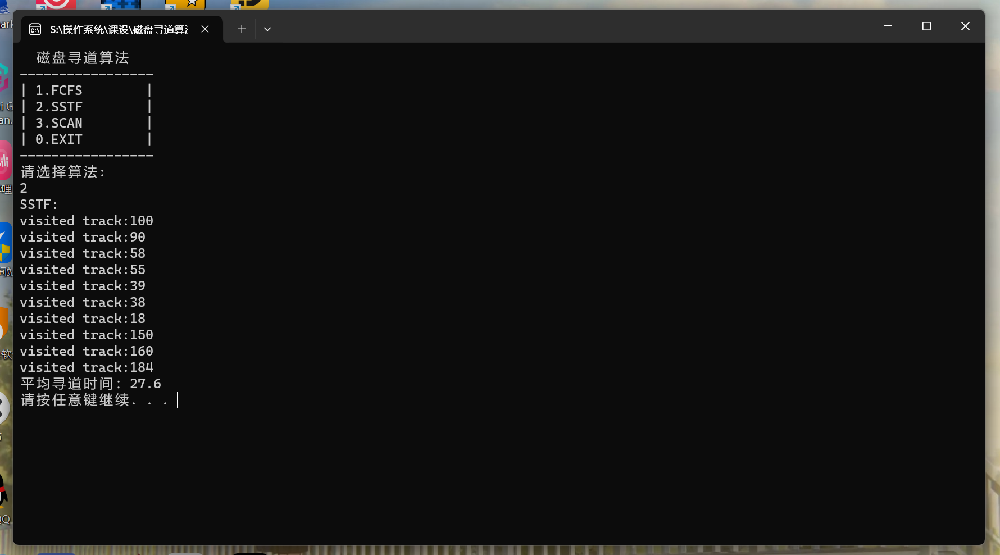 S:\操作系统\课设\磁盘寻道算
磁盘寻道算法
-----------------
| 1.FCFS |
| 2.SSTF |
| 3.SCAN |
| 0.EXIT |
-----------------
请选择算法:
2
SSTF:
visited track:100
visited track:90
visited track:58
visited track:55
visited track:39
visited track:38
visited track:18
visited track:150
visited track:160
visited track:184
平均寻道时间: 27.6
请按任意键继续. . .
QQ